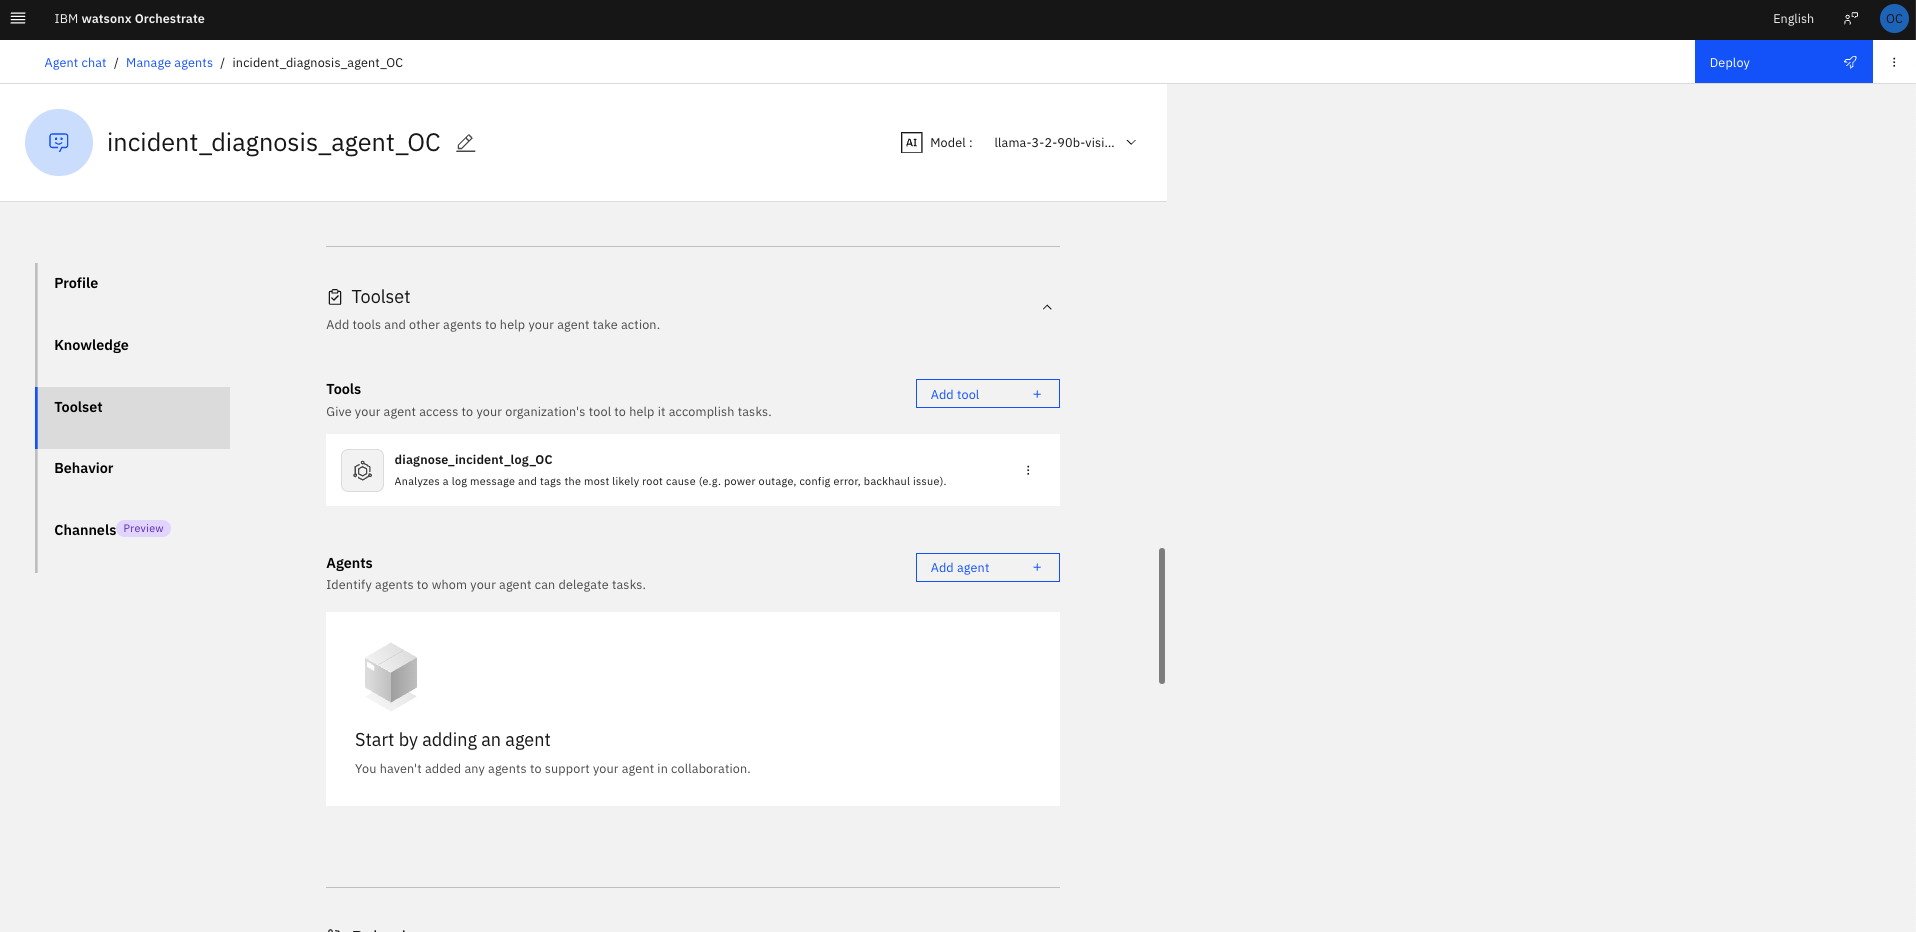 IBM watsonx Orchestrate
English
OC
Agent chat / Manage agents / incident_diagnosis_agent_OC
Deploy
incident_diagnosis_agent_OC
AI Model : llama-3-2-90b-visi...
Profile
Knowledge
Toolset
Behavior
Channels Preview
Toolset
Add tools and other agents to help your agent take action.
Tools
Add tool +
Give your agent access to your organization's tool to help it accomplish tasks.
diagnose_incident_log_OC
Analyzes a log message and tags the most likely root cause (e.g. power outage, config error, backhaul issue).
Agents
Add agent +
Identify agents to whom your agent can delegate tasks.
Start by adding an agent
You haven't added any agents to support your agent in collaboration.